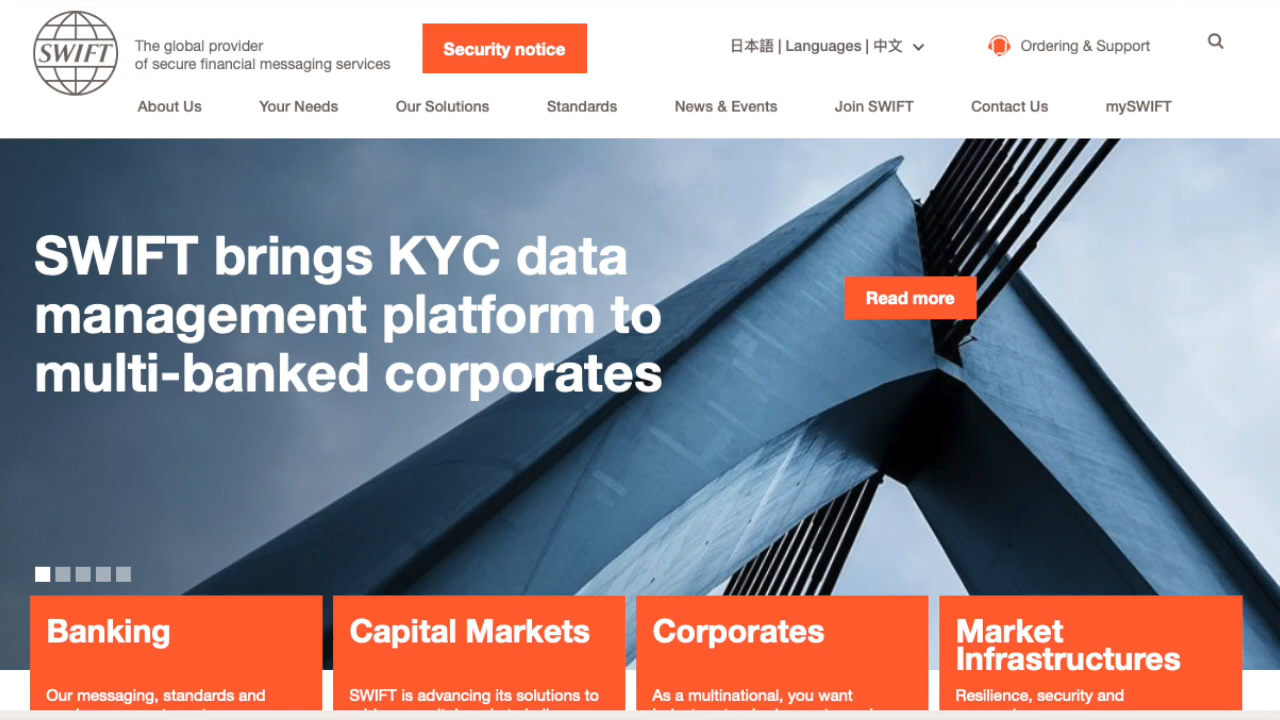 SWIFT
The global provider
of secure financial messaging services
Security notice
日本語 | Languages | 中文
Ordering & Support
About Us
Your Needs
Our Solutions
Standards
News & Events
Join SWIFT
Contact Us
mySWIFT
SWIFT brings KYC data
management platform to
multi-banked corporates
Read more
Banking
Our messaging, standards and
Capital Markets
SWIFT is advancing its solutions to
Corporates
As a multinational, you want
Market
Infrastructures
Resilience, security and